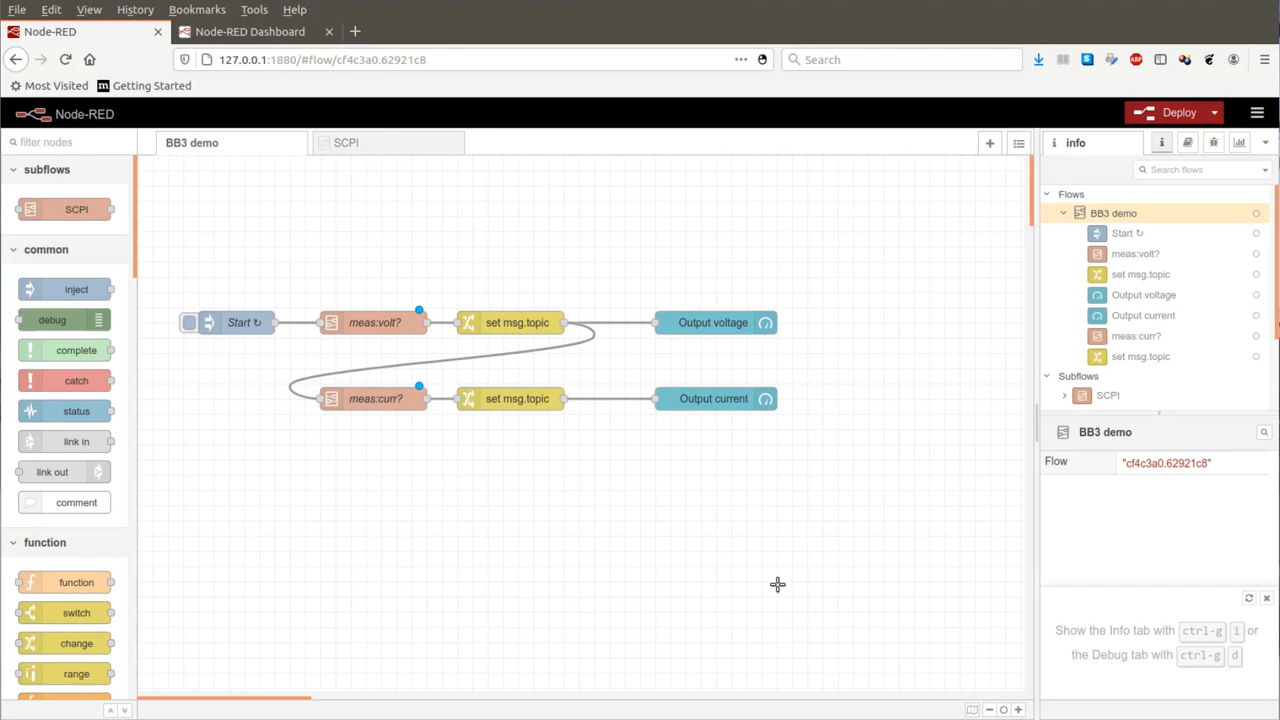 File Edit View History Bookmarks Tools Help
Node-RED
Node-RED Dashboard
127.0.0.1:1880/#flow/cf4c3a0.62921c8
Search
Most Visited
Getting Started
Node-RED
Deploy
filter nodes
BB3 demo
SCPI
info
Search flows
subflows
SCPI
common
inject
debug
complete
catch
status
link in
link out
comment
function
function
switch
change
range
Start ↻
meas:volt?
set msg.topic
Output voltage
meas:curr?
set msg.topic
Output current
Flows
BB3 demo
Start ↻
meas:volt?
set msg.topic
Output voltage
Output current
meas:curr?
set msg.topic
Subflows
SCPI
BB3 demo
Flow "cf4c3a0.62921c8"
Show the Info tab with ctrl-g i or
the Debug tab with ctrl-g d